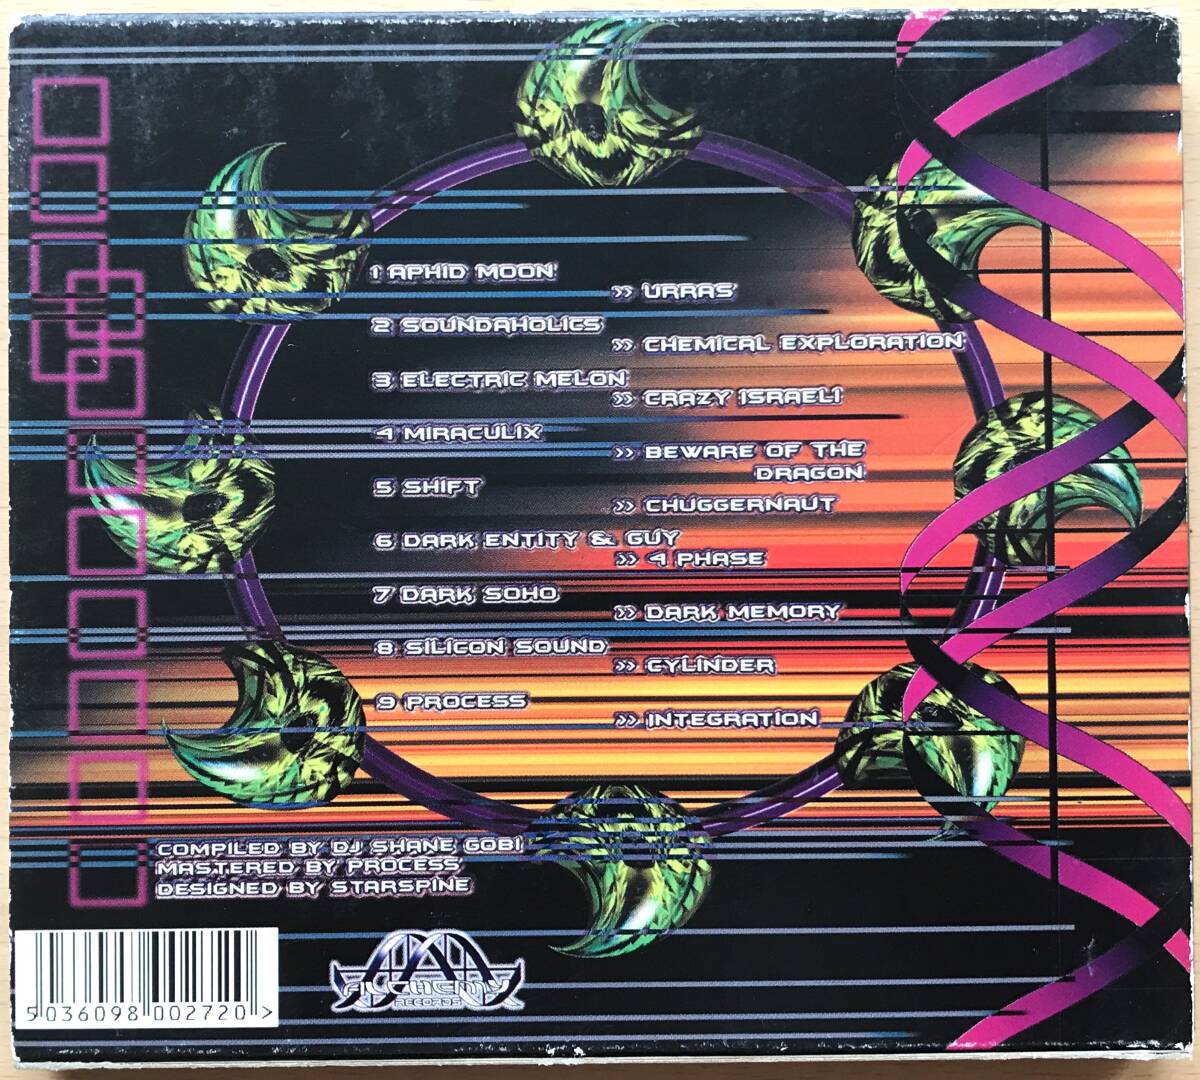 1 APHID MOON
>> URRAS
2 SOUNDAHOLICS
>> CHEMICAL EXPLORATION
3 ELECTRIC MELON
>> CRAZY ISRAELI
4 MIRACULIX
>> BEWARE OF THE
DRAGON
5 SHIFT
>> CHUGGERNAUT
6 DARK ENTITY & GUY
>> 4 PHASE
7 DARK SOHO
>> DARK MEMORY
8 SILICON SOUND
>> CYLINDER
9 PROCESS
>> INTEGRATION
COMPILED BY DJ SHANE GOBI
MASTERED BY PROCESS
DESIGNED BY STARSPINE
ALCHEMY
RECORDS
5 036098 002720 >